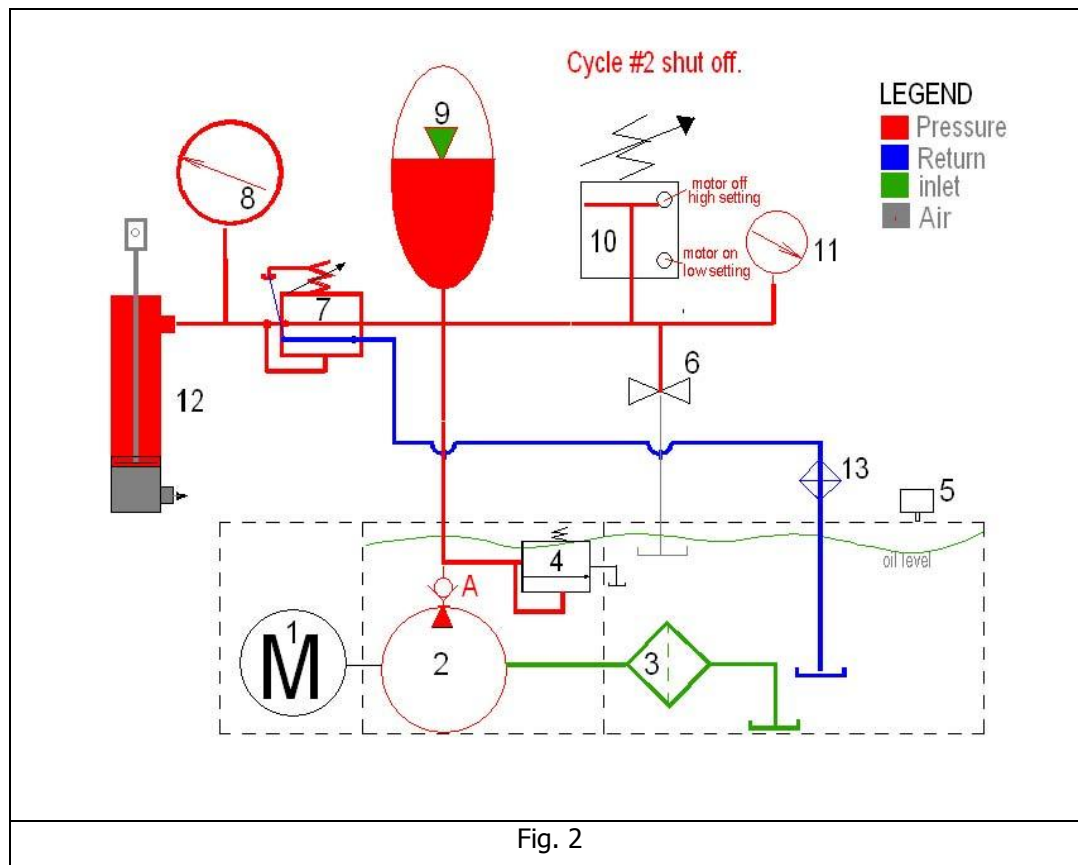 Cycle #2 shut off.
LEGEND
Pressure
Return
inlet
Air
9
8
motor off
high setting
10
motor on
low setting
11
7
6
12
13
5
4
oil level
A
1
M
2
3
Fig. 2